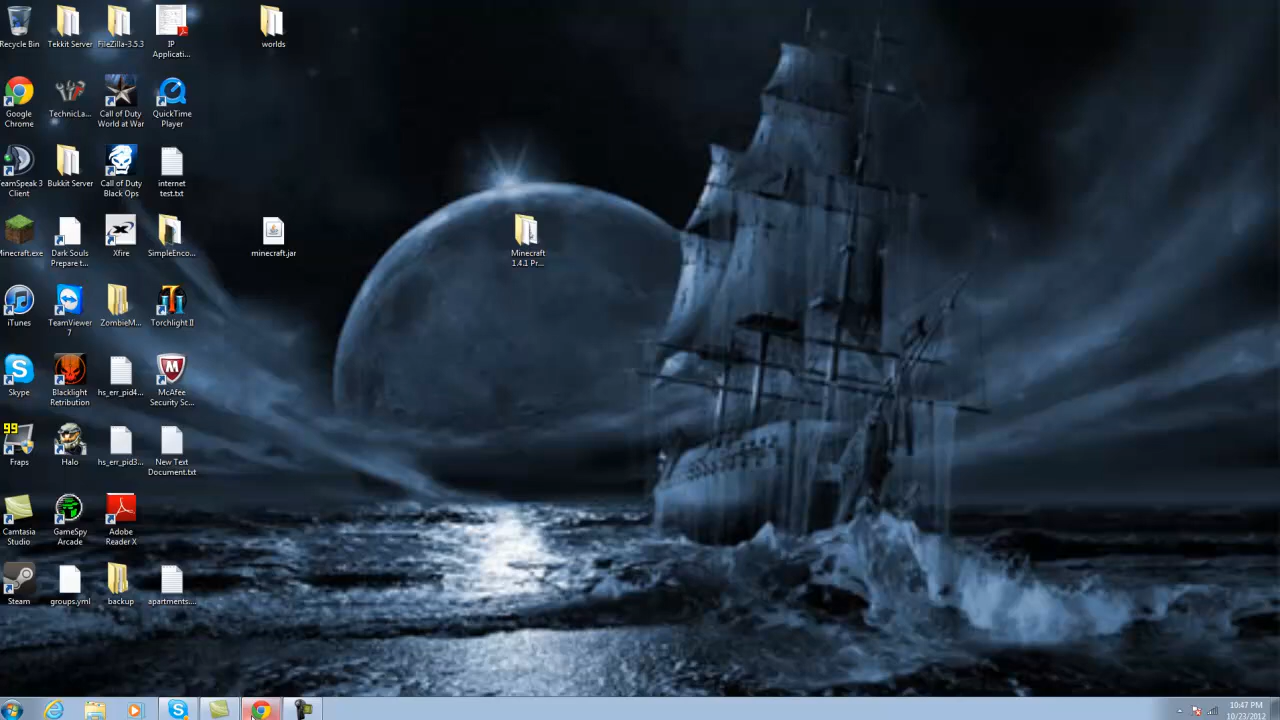 Recycle Bin
Tekkit Server
FileZilla-3.5.3
IP
Applicati...
worlds
Google
Chrome
TechnicLa...
Call of Duty
World at War
QuickTime
Player
TeamSpeak 3
Client
Bukkit Server
Call of Duty
Black Ops
internet
test.txt
Minecraft.exe
Dark Souls
Prepare t...
Xfire
SimpleEnco...
minecraft.jar
Minecraft
1.4.1 Pr...
iTunes
TeamViewer
7
ZombieM...
Torchlight II
Skype
Blacklight
Retribution
hs_err_pid4...
McAfee
Security Sc...
99
Fraps
Halo
hs_err_pid3...
New Text
Document.txt
Camtasia
Studio
GameSpy
Arcade
Adobe
Reader X
Steam
groups.yml
backup
apartments....
10:47 PM
10/23/2012